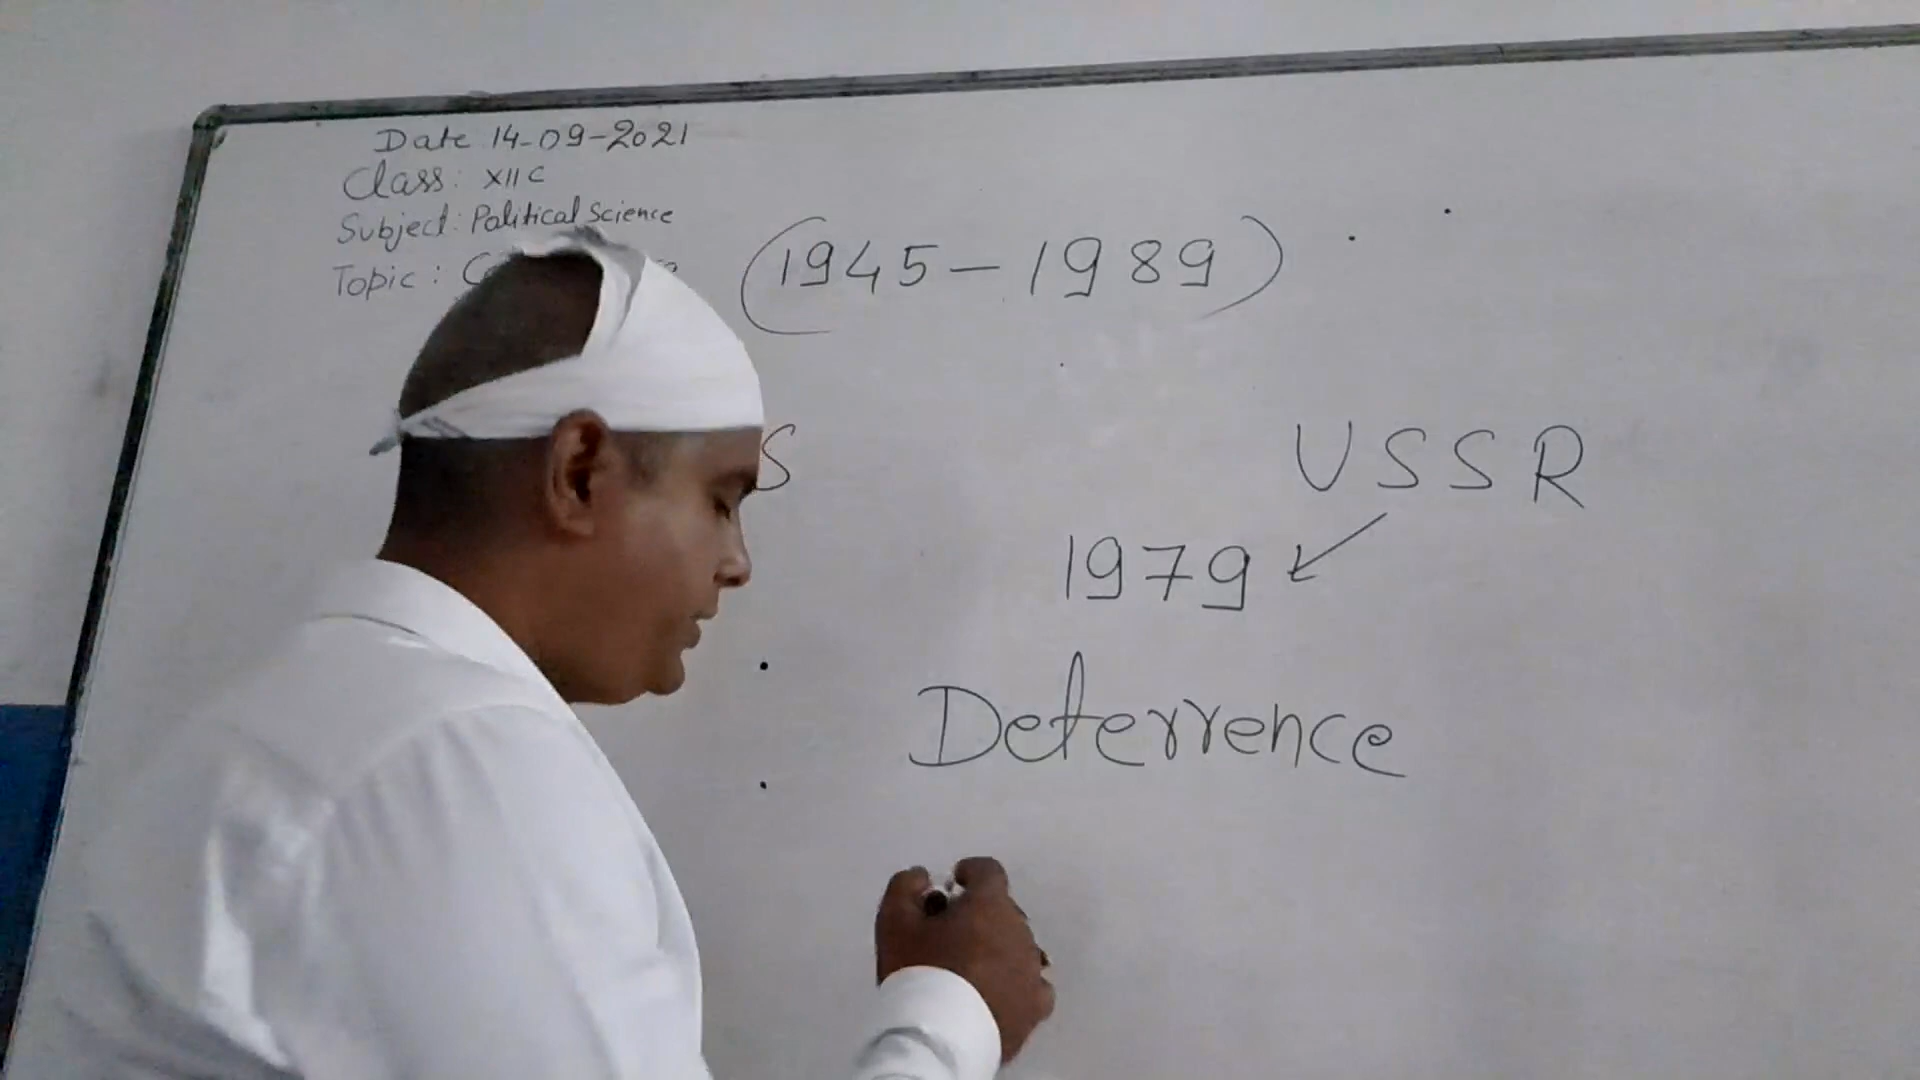 Date 14-09-2021
Class: XII C
Subject: Political Science
Topic :
(1945-1989)
S USSR
1979
Deterrence